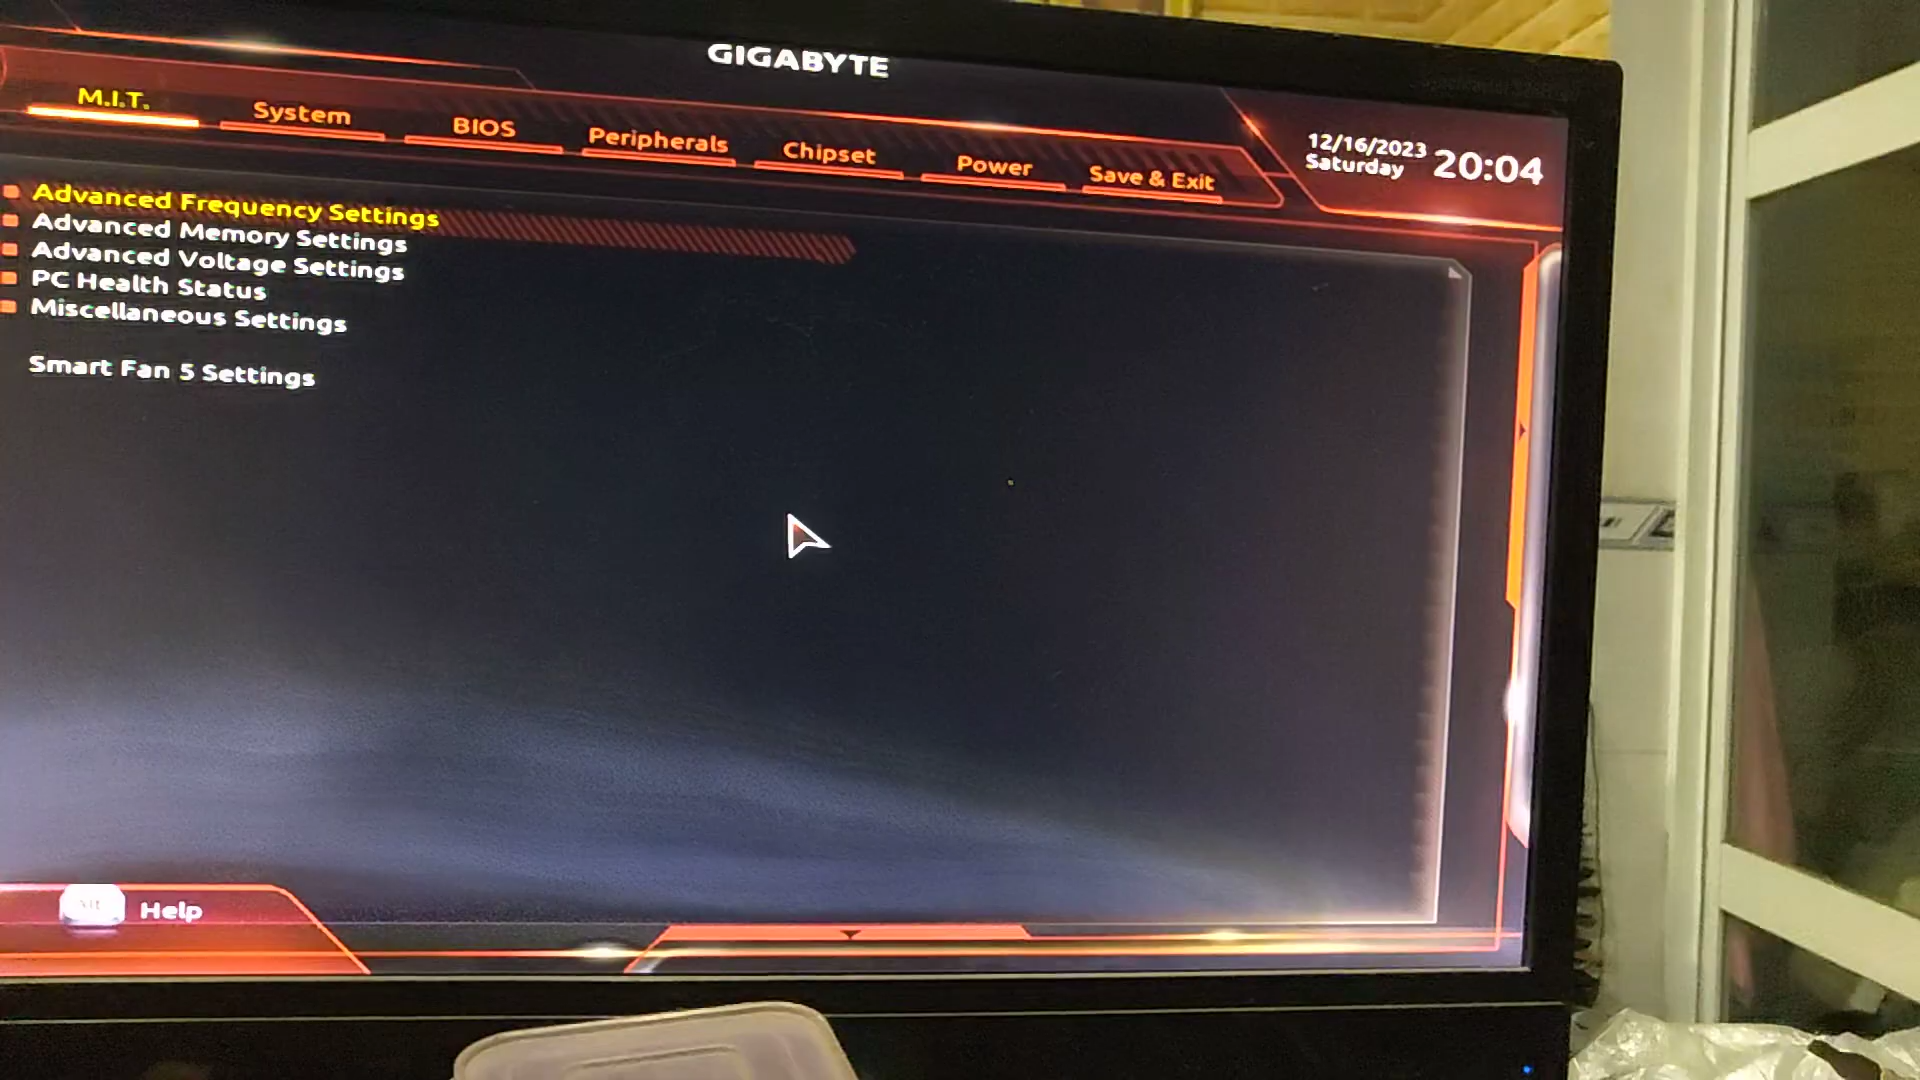 GIGABYTE
M.I.T.
System
BIOS
Peripherals
Chipset
Power
Save & Exit
12/16/2023
Saturday
20:04
Advanced Frequency Settings
Advanced Memory Settings
Advanced Voltage Settings
PC Health Status
Miscellaneous Settings
Smart Fan 5 Settings
Alt
Help